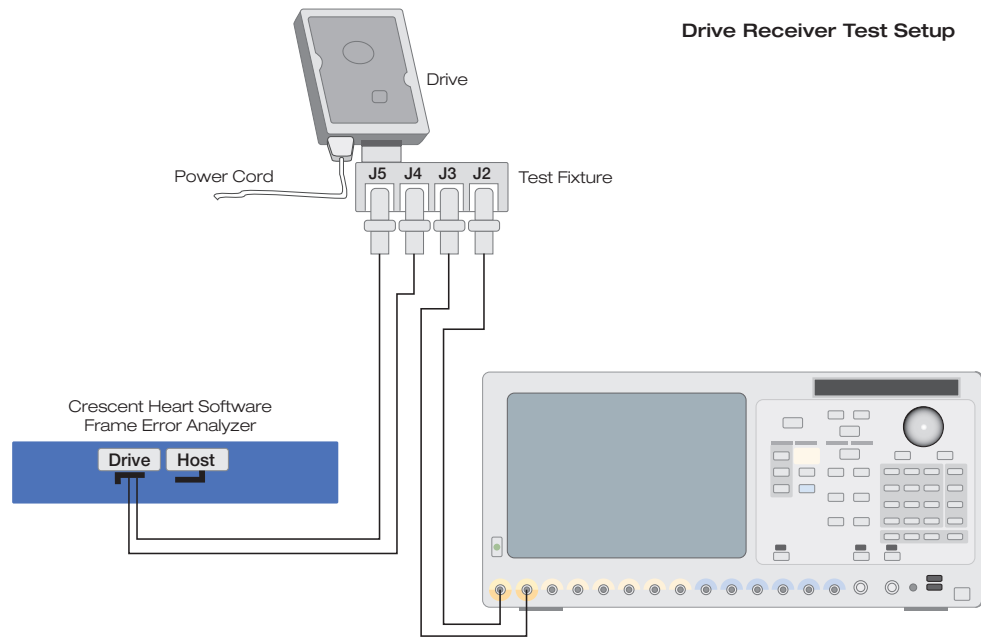 Drive Receiver Test Setup
Drive
Power Cord
J5 J4 J3 J2
Test Fixture
Crescent Heart Software
Frame Error Analyzer
Drive Host